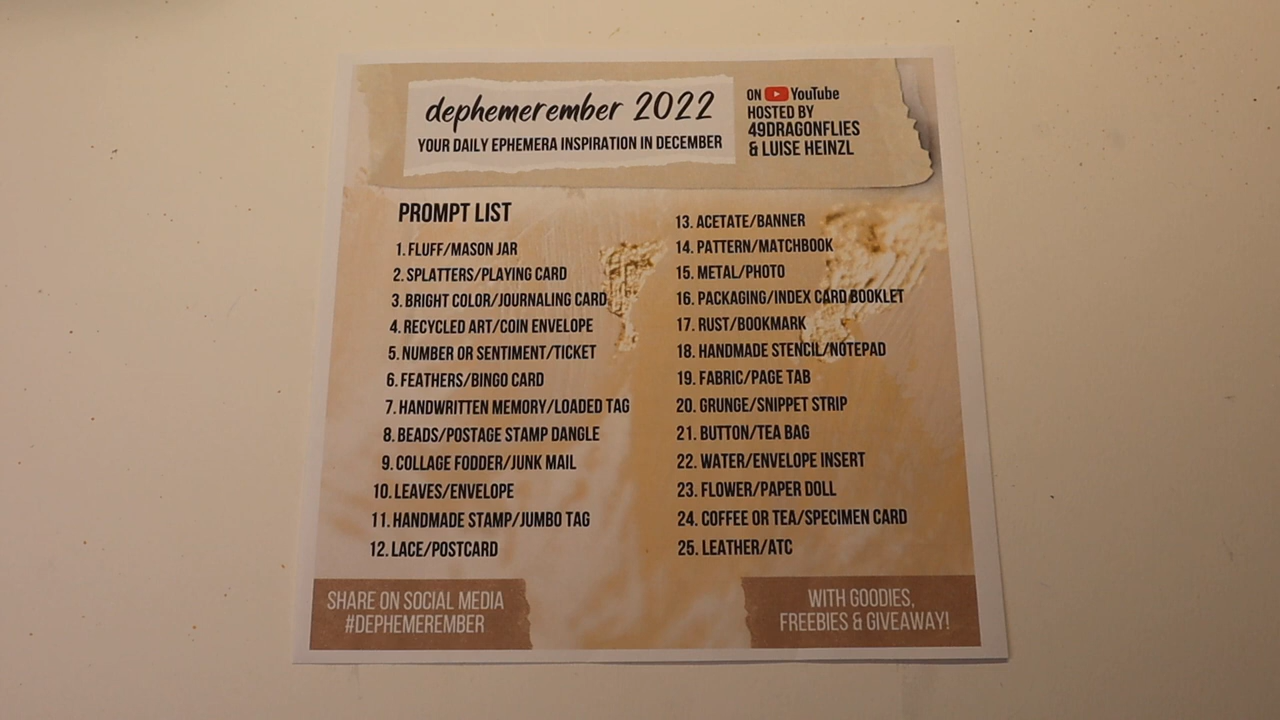 dephemerember 2022
YOUR DAILY EPHEMERA INSPIRATION IN DECEMBER
ON YouTube
HOSTED BY
49DRAGONFLIES
& LUISE HEINZL
PROMPT LIST
1. FLUFF/MASON JAR
2. SPLATTERS/PLAYING CARD
3. BRIGHT COLOR/JOURNALING CARD
4. RECYCLED ART/COIN ENVELOPE
5. NUMBER OR SENTIMENT/TICKET
6. FEATHERS/BINGO CARD
7. HANDWRITTEN MEMORY/LOADED TAG
8. BEADS/POSTAGE STAMP DANGLE
9. COLLAGE FODDER/JUNK MAIL
10. LEAVES/ENVELOPE
11. HANDMADE STAMP/JUMBO TAG
12. LACE/POSTCARD
13. ACETATE/BANNER
14. PATTERN/MATCHBOOK
15. METAL/PHOTO
16. PACKAGING/INDEX CARD BOOKLET
17. RUST/BOOKMARK
18. HANDMADE STENCIL/NOTEPAD
19. FABRIC/PAGE TAB
20. GRUNGE/SNIPPET STRIP
21. BUTTON/TEA BAG
22. WATER/ENVELOPE INSERT
23. FLOWER/PAPER DOLL
24. COFFEE OR TEA/SPECIMEN CARD
25. LEATHER/ATC
SHARE ON SOCIAL MEDIA
#DEPHEMEREMBER
WITH GOODIES,
FREEBIES & GIVEAWAY!